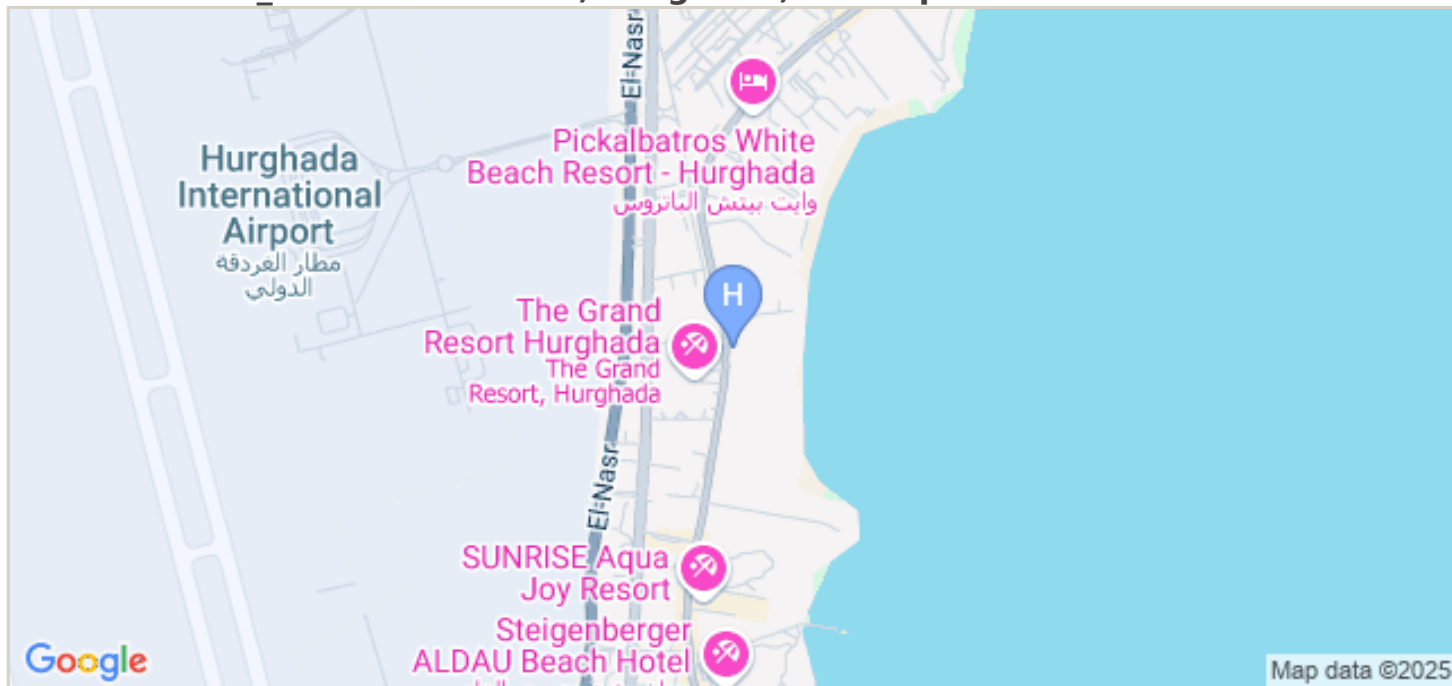 El-Nasr
Pickalbatros White
Beach Resort - Hurghada
وايت بيتش الباتروس
Hurghada
International
Airport
مطار الغردقة
الدولي
H
The Grand
Resort Hurghada
The Grand
Resort, Hurghada
El-Nasr
SUNRISE Aqua
Joy Resort
Steigenberger
ALDAU Beach Hotel
Google
Map data ©2025